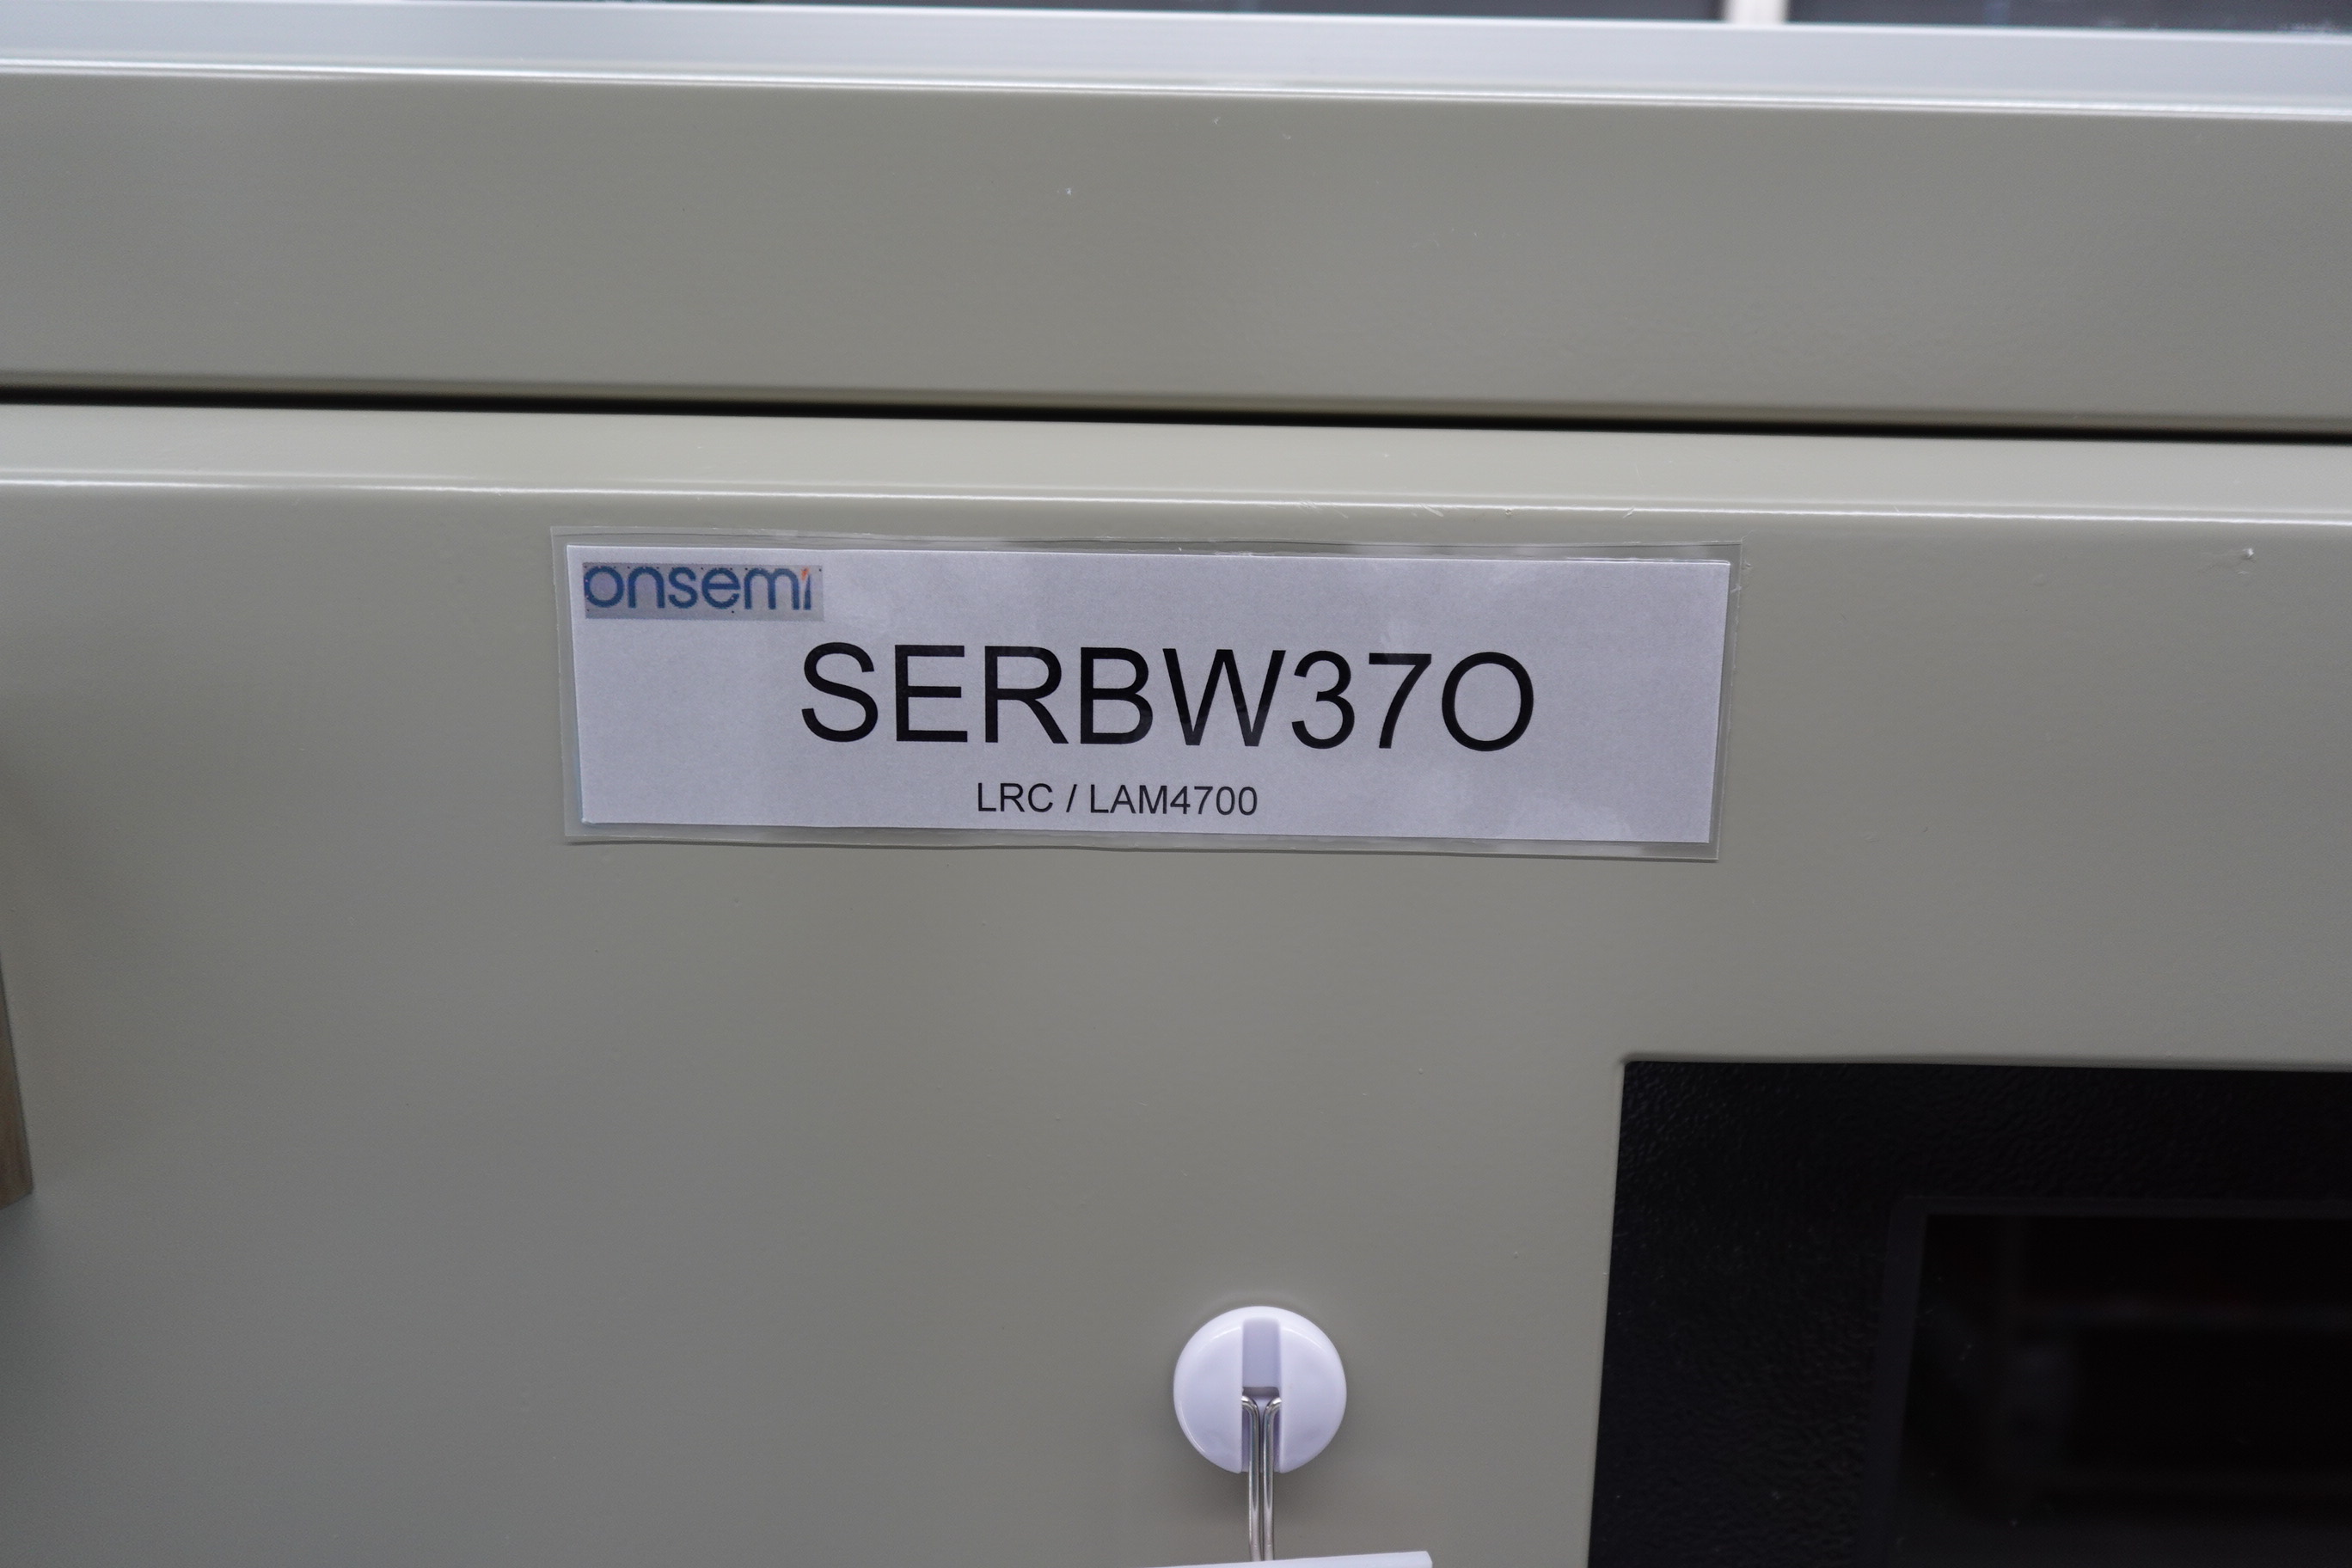 onsemi
SERBW37O
LRC / LAM4700